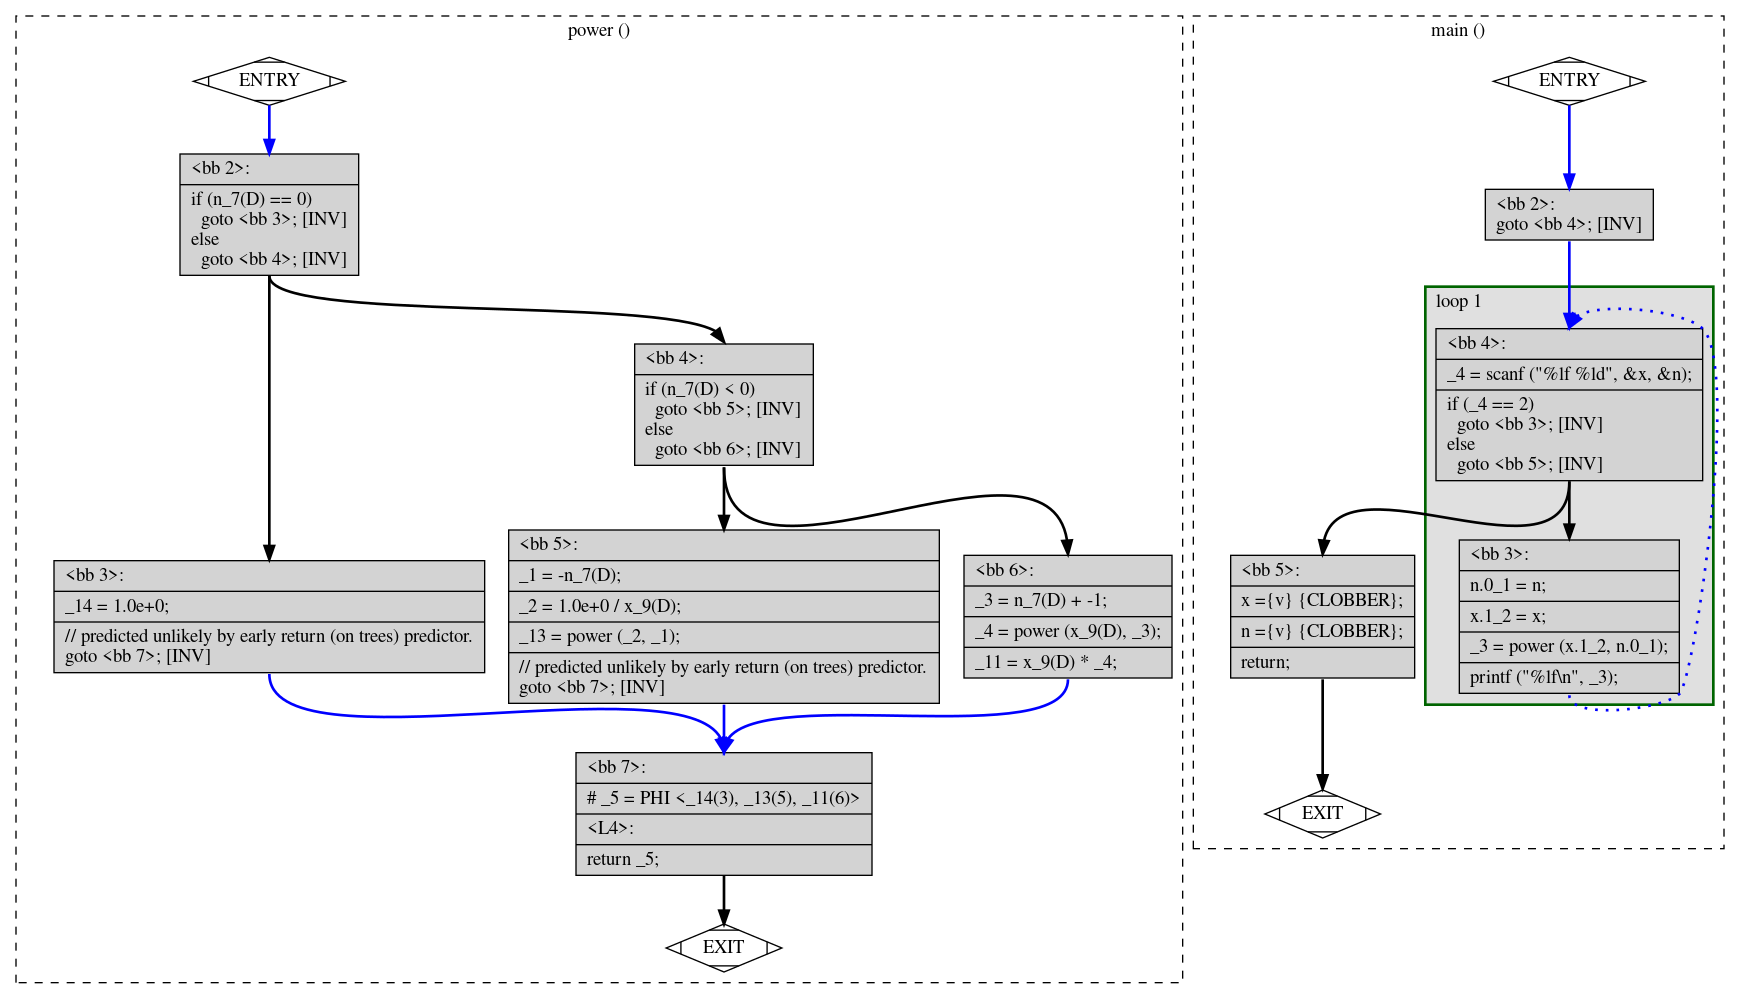 power ()
ENTRY
<bb 2>:
if (n_7(D) == 0)
goto <bb 3>; [INV]
else
goto <bb 4>; [INV]
<bb 4>:
if (n_7(D) < 0)
goto <bb 5>; [INV]
else
goto <bb 6>; [INV]
<bb 3>:
_14 = 1.0e+0;
// predicted unlikely by early return (on trees) predictor.
goto <bb 7>; [INV]
<bb 5>:
_1 = -n_7(D);
_2 = 1.0e+0 / x_9(D);
_13 = power (_2, _1);
// predicted unlikely by early return (on trees) predictor.
goto <bb 7>; [INV]
<bb 6>:
_3 = n_7(D) + -1;
_4 = power (x_9(D), _3);
_11 = x_9(D) * _4;
<bb 7>:
# _5 = PHI <_14(3), _13(5), _11(6)>
<L4>:
return _5;
EXIT
main ()
ENTRY
<bb 2>:
goto <bb 4>; [INV]
loop 1
<bb 4>:
_4 = scanf ("%lf %ld", &x, &n);
if (_4 == 2)
goto <bb 3>; [INV]
else
goto <bb 5>; [INV]
<bb 5>:
x ={v} {CLOBBER};
n ={v} {CLOBBER};
return;
<bb 3>:
n.0_1 = n;
x.1_2 = x;
_3 = power (x.1_2, n.0_1);
printf ("%lf\n", _3);
EXIT